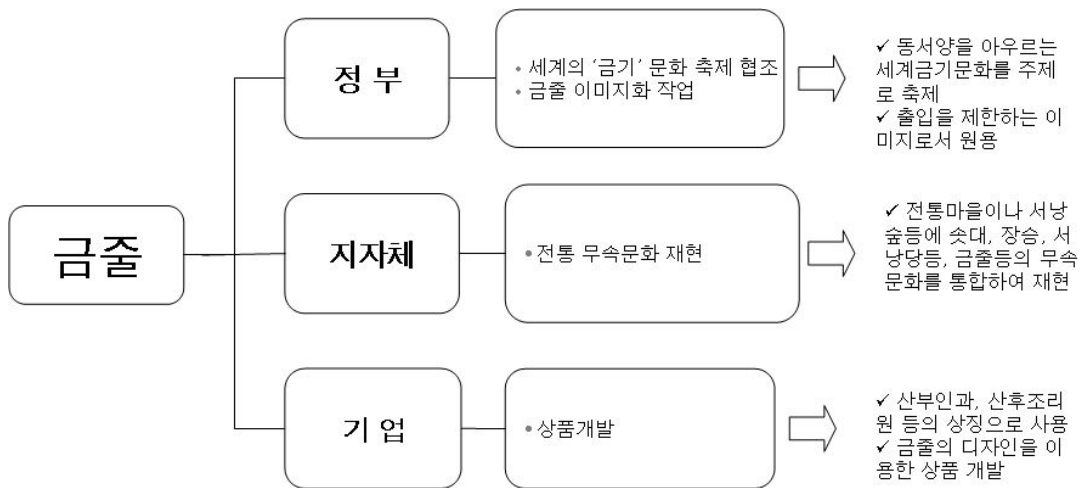 정 부
• 세계의 ‘금기’ 문화 축제 협조
• 금줄 이미지화 작업
✓ 동서양을 아우르는
세계금기문화를 주제
로 축제
✓ 출입을 제한하는 이
미지로서 원용
금줄
지자체
• 전통 무속문화 재현
✓ 전통마을이나 서낭
숲등에 솟대, 장승, 서
낭당등, 금줄등의 무속
문화를 통합하여 재현
기 업
• 상품개발
✓ 산부인과, 산후조리
원 등의 상징으로 사용
✓ 금줄의 디자인을 이
용한 상품 개발